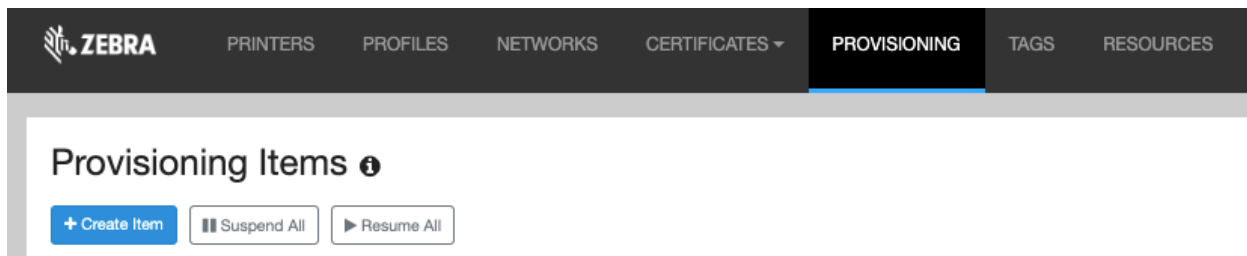 ZEBRA PRINTERS PROFILES NETWORKS CERTIFICATES PROVISIONING TAGS RESOURCES
Provisioning Items
+ Create Item Suspend All Resume All